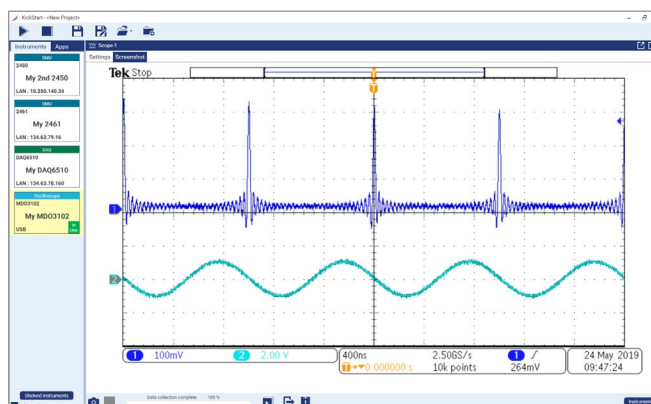 KickStart - <New Project>
Instruments Apps
Scope-1
Settings Screenshot
SMU
2450
My 2nd 2450
LAN : 10.250.140.34
SMU
2461
My 2461
LAN : 134.63.79.16
DAQ
DAQ6510
My DAQ6510
LAN : 134.63.78.160
Oscilloscope
MDO3102
My MDO3102
USB
In Use
Tek Stop
T
T
1
2
1 100mV
2 2.00 V
400ns 2.50GS/s 1
T→▼0.000000 s 10k points 264mV
24 May 2019
09:47:24
Shelved Instruments
Data collection complete 100 %